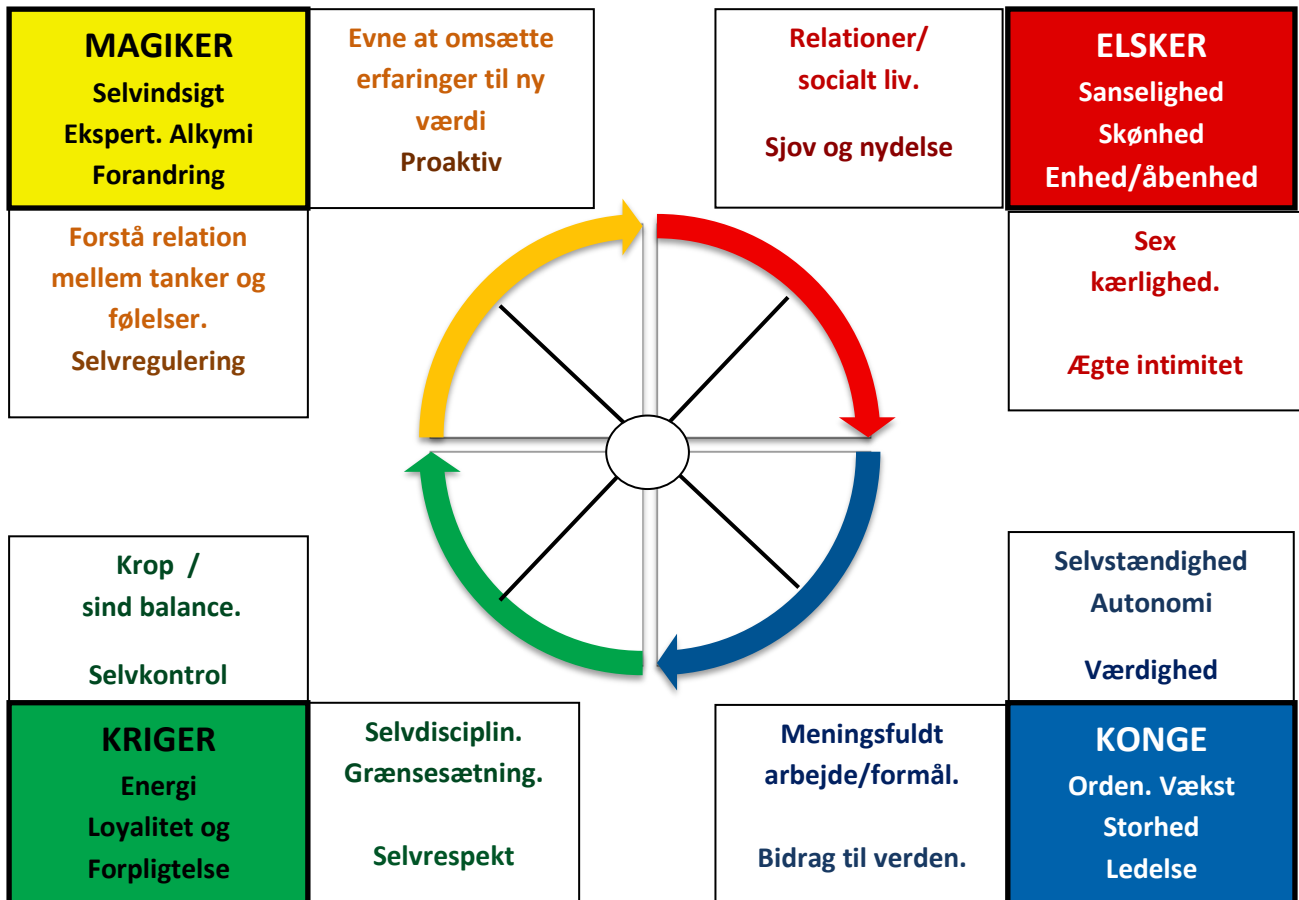 MAGIKER
Selvindsigt
Ekspert. Alkymi
Forandring
Evne at omsætte
erfaringer til ny
værdi
Proaktiv
Relationer/
socialt liv.
Sjov og nydelse
ELSKER
Sanselighed
Skønhed
Enhed/åbenhed
Forstå relation
mellem tanker og
følelser.
Selvregulering
Sex
kærlighed.
Ægte intimitet
Krop /
sind balance.
Selvkontrol
Selvstændighed
Autonomi
Værdighed
KRIGER
Energi
Loyalitet og
Forpligtelse
Selvdisciplin.
Grænsesætning.
Selvrespekt
Meningsfuldt
arbejde/formål.
Bidrag til verden.
KONGE
Orden. Vækst
Storhed
Ledelse